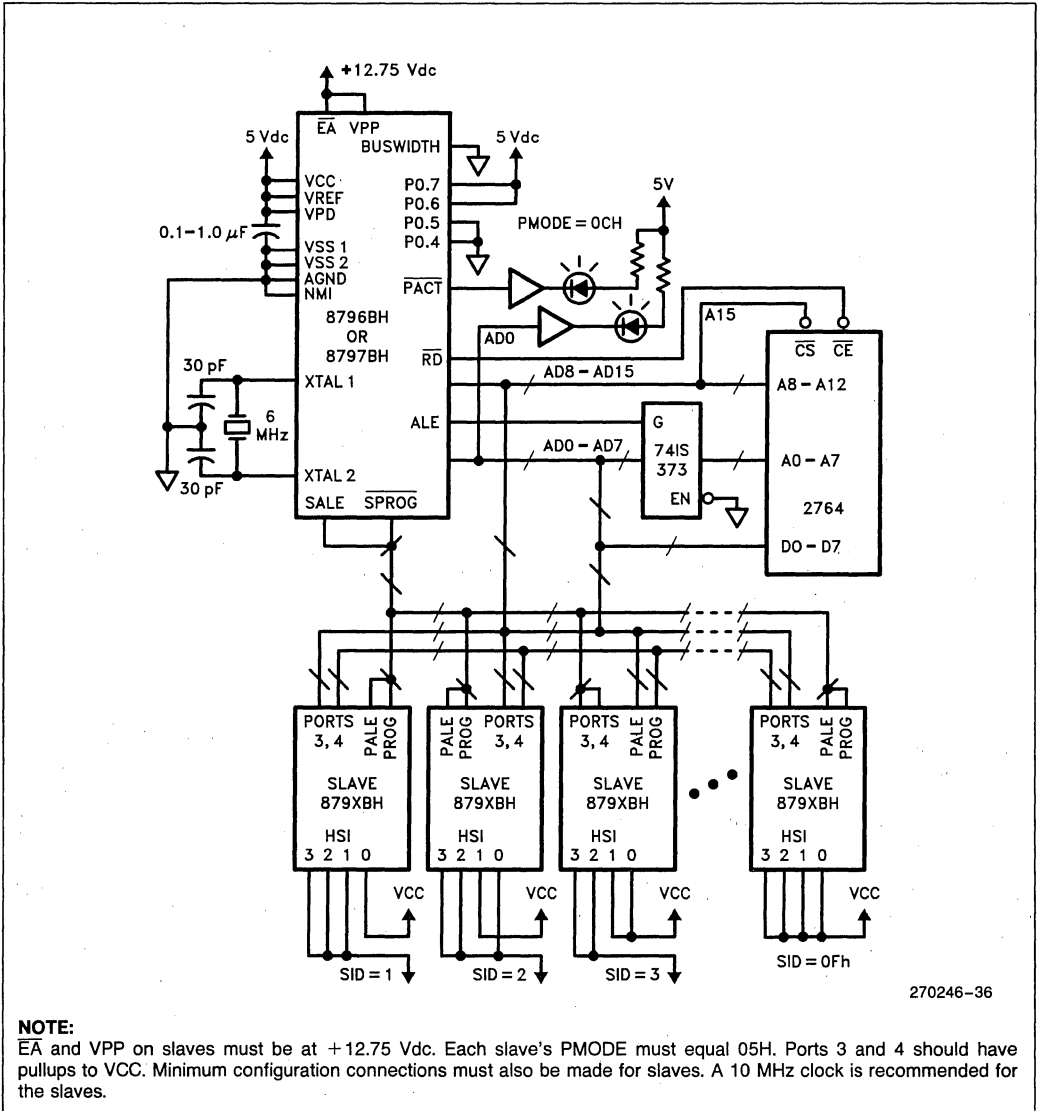 +12.75 Vdc
EA VPP
BUSWIDTH
5 Vdc
5 Vdc
VCC
VREF
VPD
P0.7
P0.6
P0.5
P0.4
5V
PMODE = 0CH
0.1–1.0 μF
VSS 1
VSS 2
AGND
NMI
PACT
8796BH
OR
8797BH
AD0
A15
RD
CS CE
AD8 – AD15
A8 – A12
30 pF
XTAL 1
6
MHz
ALE
G
74IS
373
EN
AD0 – AD7
A0 – A7
2764
XTAL 2
30 pF
SALE SPROG
D0 – D7
PORTS
3, 4
PALE
PROG
SLAVE
879XBH
HSI
3 2 1 0
VCC
SID = 1
PALE
PROG
PORTS
3, 4
SLAVE
879XBH
HSI
3 2 1 0
VCC
SID = 2
PORTS
3, 4
PALE
PROG
SLAVE
879XBH
HSI
3 2 1 0
VCC
SID = 3
PORTS
3, 4
PALE
PROG
SLAVE
879XBH
HSI
3 2 1 0
VCC
SID = 0Fh
270246–36
NOTE:
EA and VPP on slaves must be at +12.75 Vdc. Each slave's PMODE must equal 05H. Ports 3 and 4 should have
pullups to VCC. Minimum configuration connections must also be made for slaves. A 10 MHz clock is recommended for
the slaves.